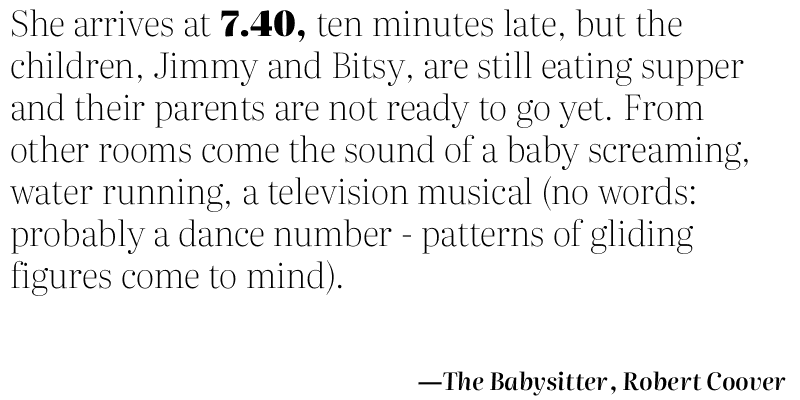 She arrives at 7.40, ten minutes late, but the
children, Jimmy and Bitsy, are still eating supper
and their parents are not ready to go yet. From
other rooms come the sound of a baby screaming,
water running, a television musical (no words:
probably a dance number - patterns of gliding
figures come to mind).
—The Babysitter, Robert Coover